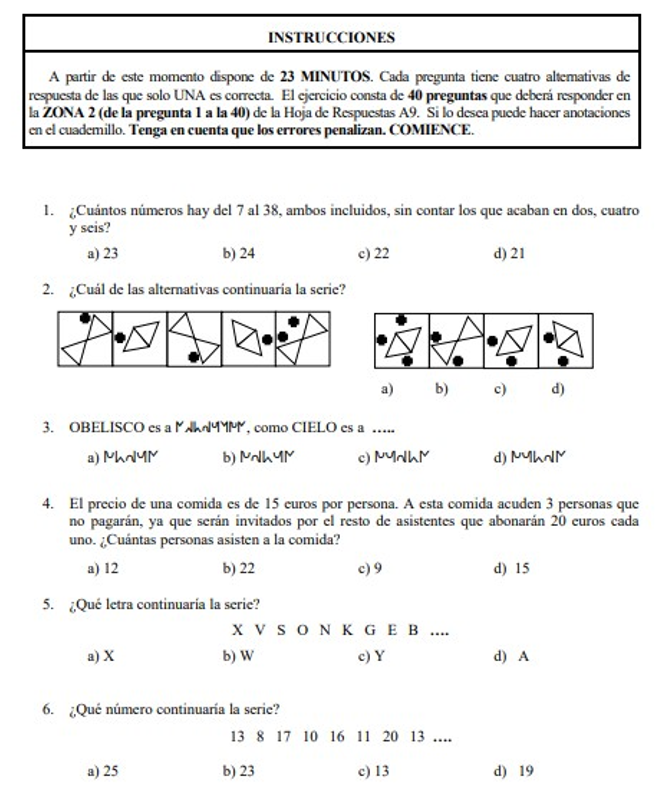 INSTRUCCIONES
A partir de este momento dispone de 23 MINUTOS. Cada pregunta tiene cuatro alternativas de
respuesta de las que solo UNA es correcta. El ejercicio consta de 40 preguntas que deberá responder en
la ZONA 2 (de la pregunta 1 a la 40) de la Hoja de Respuestas A9. Si lo desea puede hacer anotaciones
en el cuadernillo. Tenga en cuenta que los errores penalizan. COMIENCE.
1. ¿Cuántos números hay del 7 al 38, ambos incluidos, sin contar los que acaban en dos, cuatro
y seis?
a) 23 b) 24 c) 22 d) 21
2. ¿Cuál de las alternativas continuaría la serie?
a) b) c) d)
3. OBELISCO es a , como CIELO es a .....
a) b) c) d)
4. El precio de una comida es de 15 euros por persona. A esta comida acuden 3 personas que
no pagarán, ya que serán invitados por el resto de asistentes que abonarán 20 euros cada
uno. ¿Cuántas personas asisten a la comida?
a) 12 b) 22 c) 9 d) 15
5. ¿Qué letra continuaría la serie?
X V S O N K G E B ....
a) X b) W c) Y d) A
6. ¿Qué número continuaría la serie?
13 8 17 10 16 11 20 13 ....
a) 25 b) 23 c) 13 d) 19